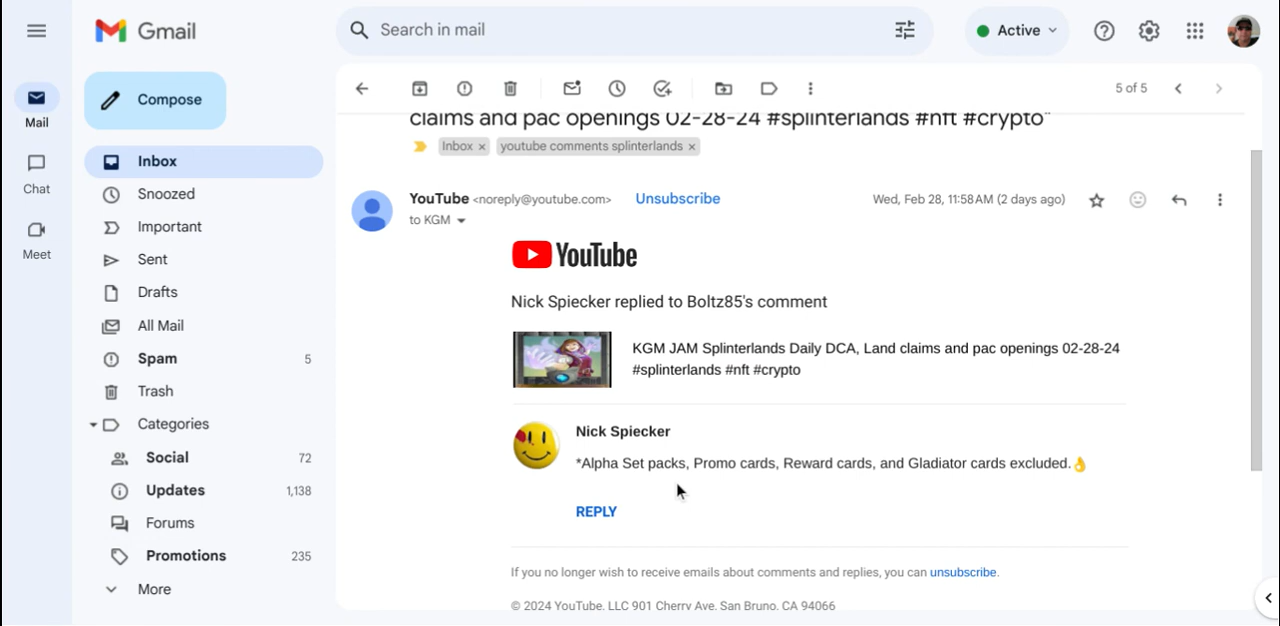 Gmail
Search in mail
Active
Compose
5 of 5
Mail
claims and pac openings 02-28-24 #splinterlands #nft #crypto"
Inbox ×
youtube comments splinterlands ×
Inbox
Chat
Snoozed
YouTube <noreply@youtube.com> Unsubscribe
Wed, Feb 28, 11:58 AM (2 days ago)
to KGM
Important
Meet
YouTube
Sent
Drafts
Nick Spiecker replied to Boltz85's comment
All Mail
KGM JAM Splinterlands Daily DCA, Land claims and pac openings 02-28-24
#splinterlands #nft #crypto
Spam 5
Trash
Categories
Nick Spiecker
Social 72
*Alpha Set packs, Promo cards, Reward cards, and Gladiator cards excluded.👌
Updates 1,138
REPLY
Forums
Promotions 235
If you no longer wish to receive emails about comments and replies, you can unsubscribe.
More
© 2024 YouTube, LLC 901 Cherry Ave, San Bruno, CA 94066